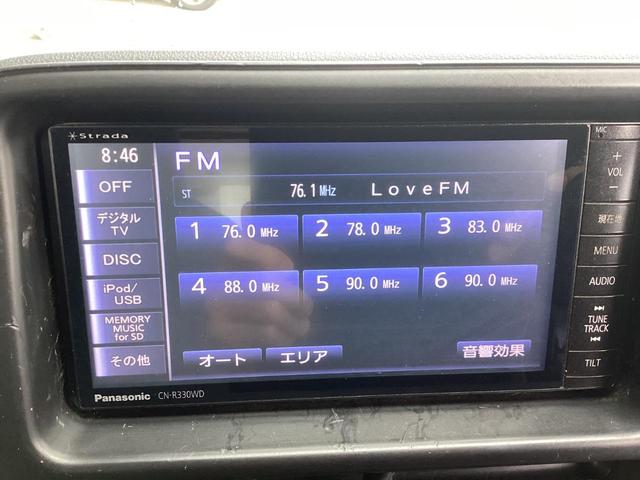 Strada
8:46
FM
ST 76.1MHz LoveFM
OFF
デジタル
TV
DISC
iPod/
USB
MEMORY
MUSIC
for SD
その他
1 76.0 MHz
2 78.0 MHz
3 83.0 MHz
4 88.0 MHz
5 90.0 MHz
6 90.0 MHz
オート
エリア
音響効果
MIC
+
VOL
-
現在地
MENU
AUDIO
TUNE
TRACK
TILT
Panasonic CN-R330WD